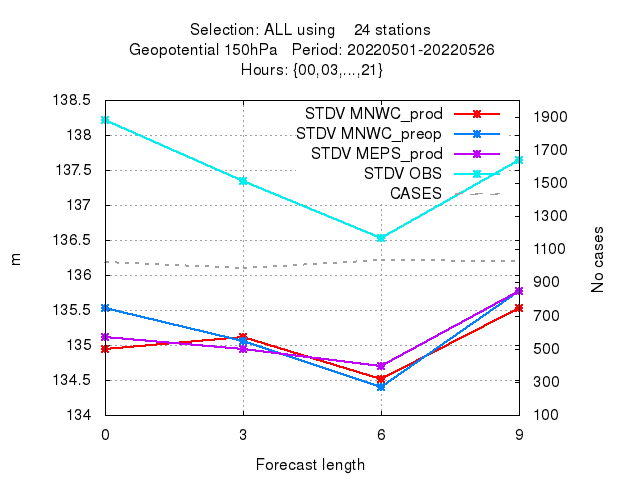 Selection: ALL using    24 stations
Geopotential 150hPa   Period: 20220501-20220526
Hours: {00,03,...,21}
STDV MNWC_prod
STDV MNWC_preop
STDV MEPS_prod
STDV OBS
CASES
138.5
138
137.5
137
136.5
136
135.5
135
134.5
134
m
1900
1700
1500
1300
1100
900
700
500
300
100
No cases
0 3 6 9
Forecast length